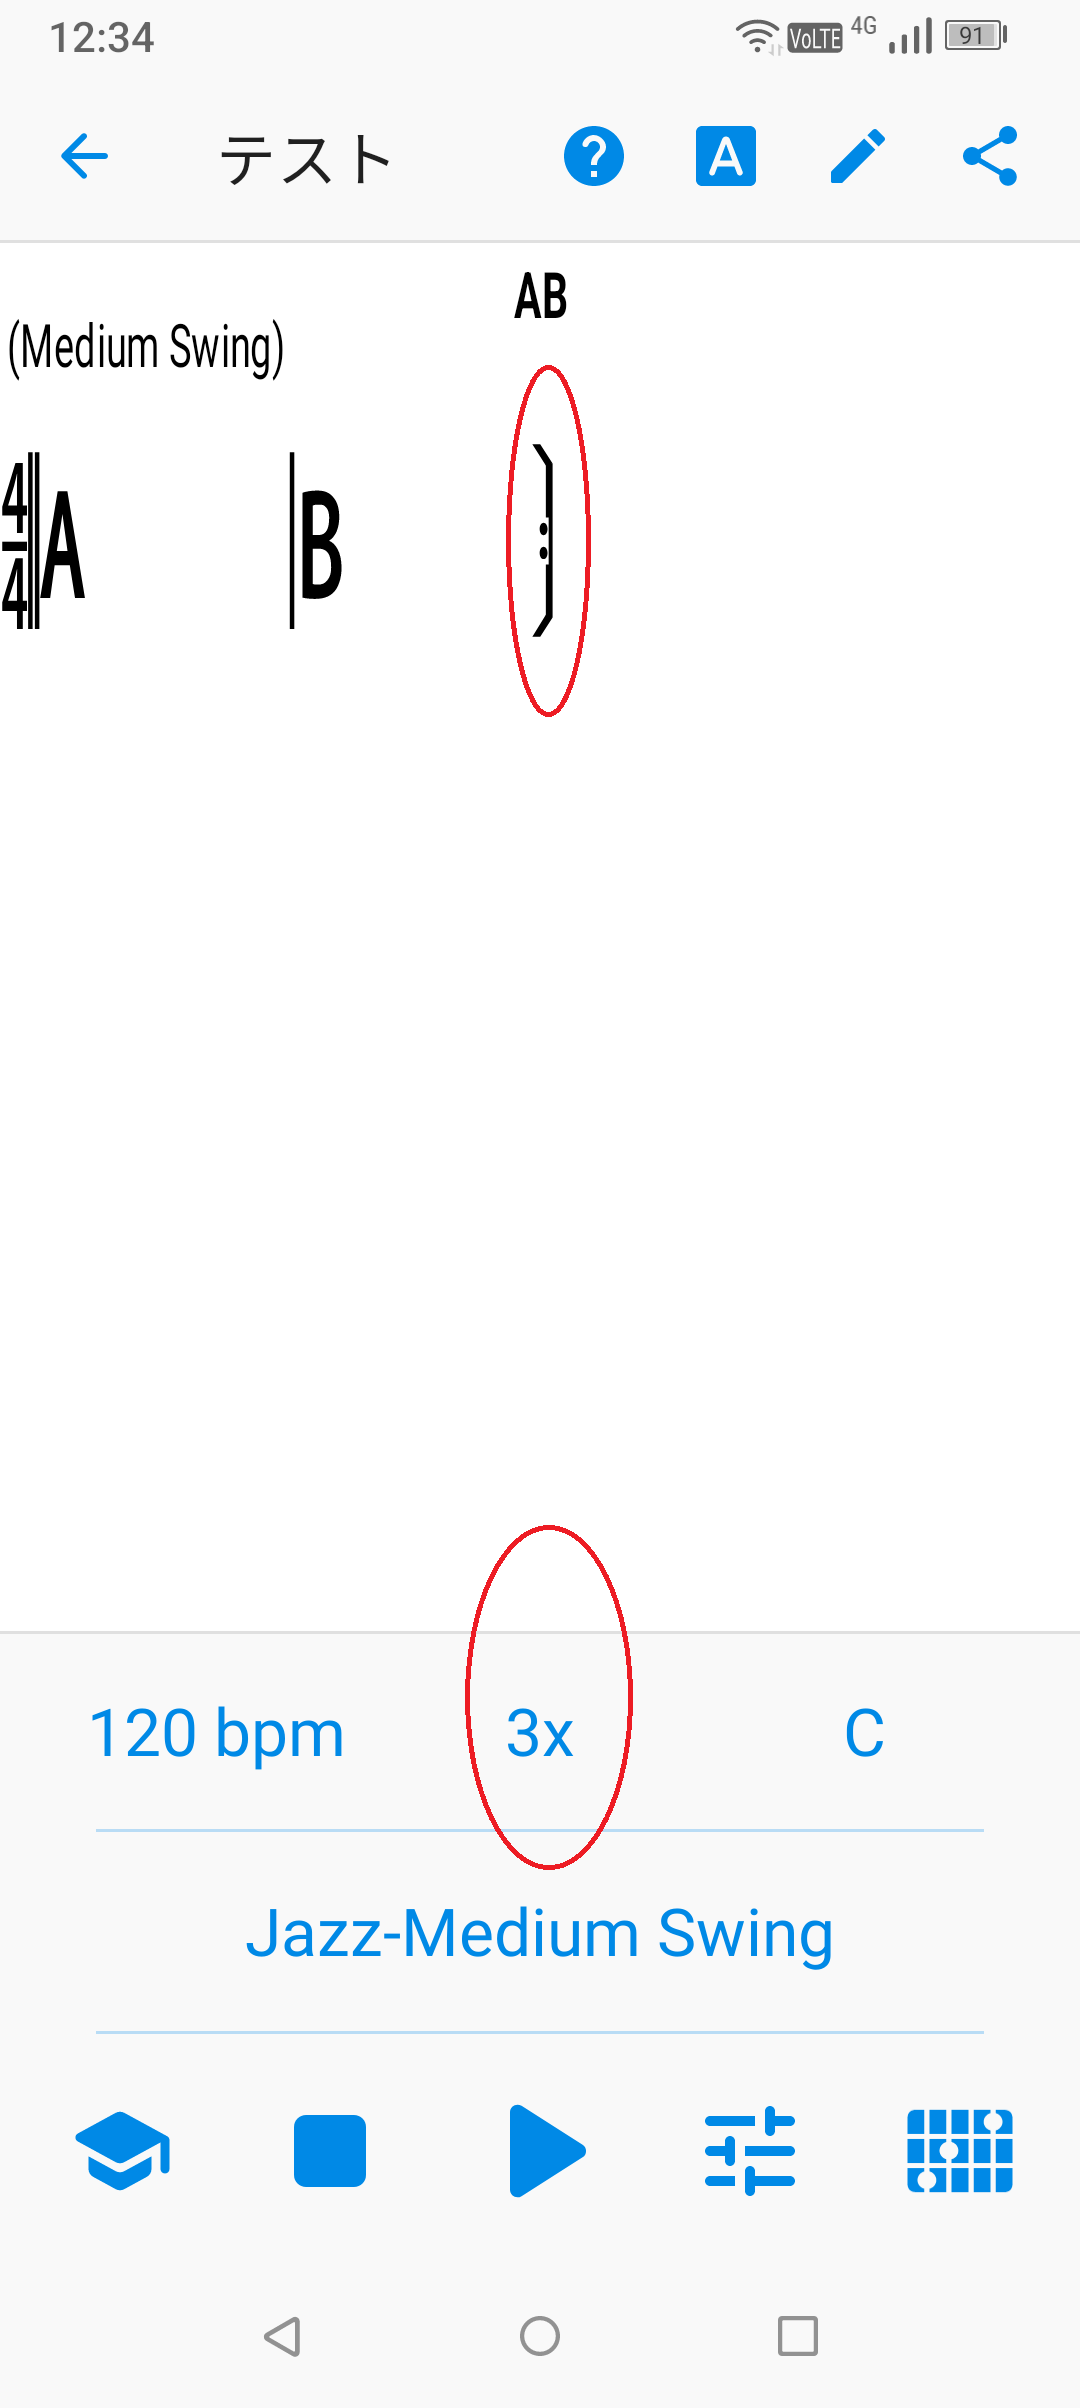 12:34 VoLTE 4G 91
テスト A
AB
(Medium Swing)
4/4 A B
120 bpm 3x C
Jazz-Medium Swing